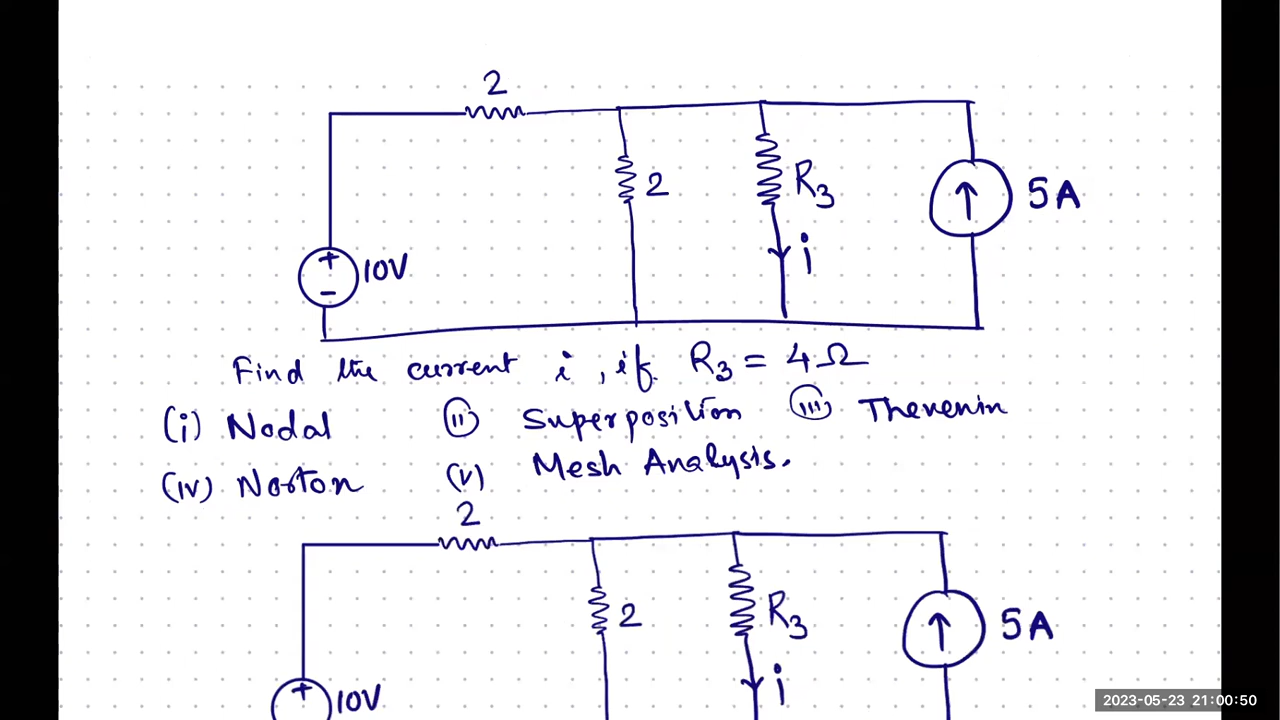 2
2
R3
i
5A
+
10V
-
Find the current i , if R3 = 4Ω
(i) Nodal (ii) Superposition (iii) Thevenin
(iv) Norton (v) Mesh Analysis.
2
2
R3
5A
i
+
10V
2023-05-23 21:00:50